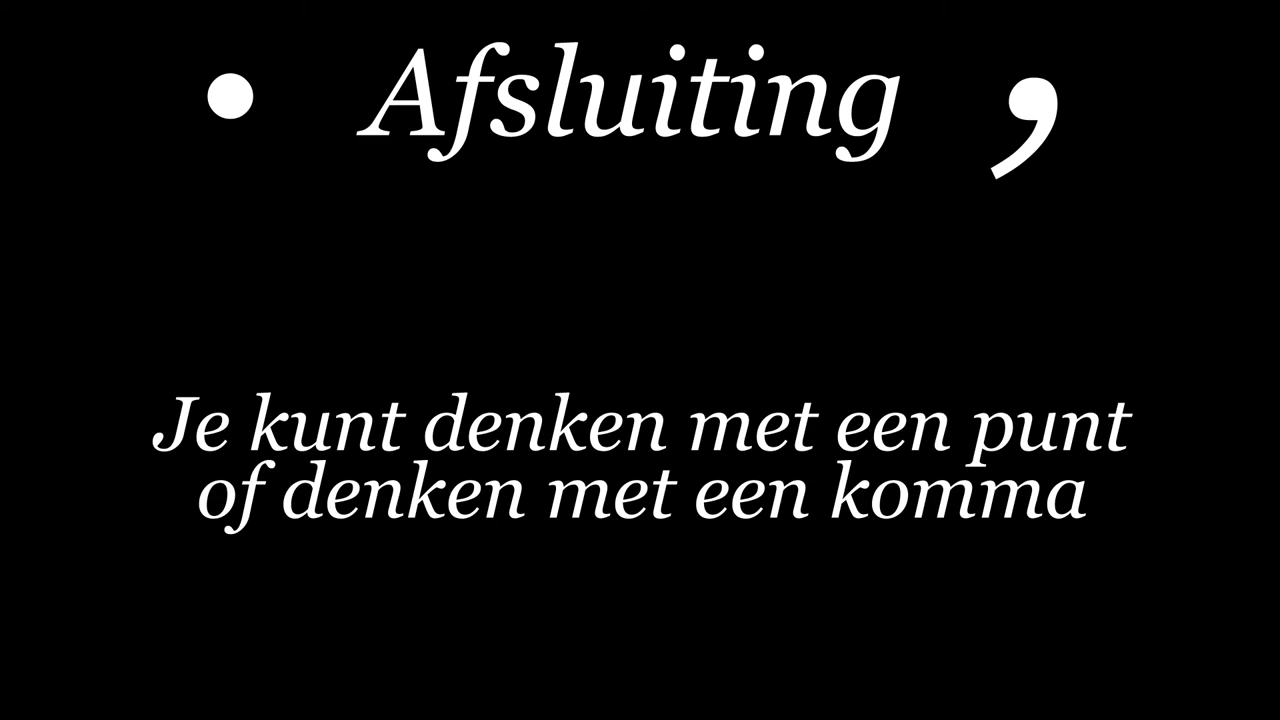 . Afsluiting ,
Je kunt denken met een punt
of denken met een komma